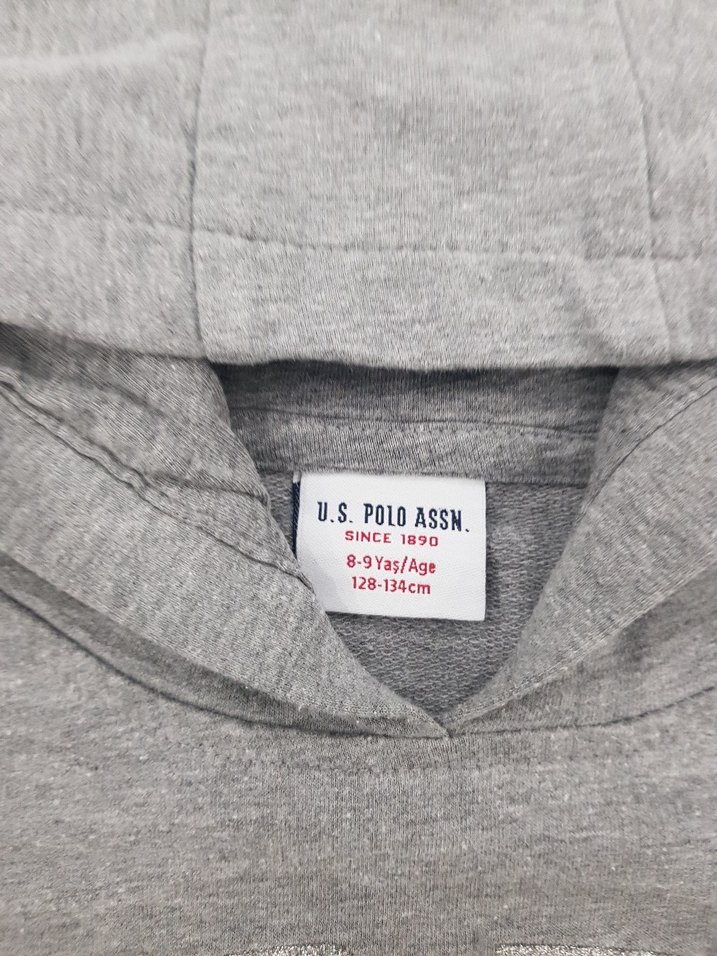 U.S. POLO ASSN.
SINCE 1890
8-9 Yaş/Age
128-134cm